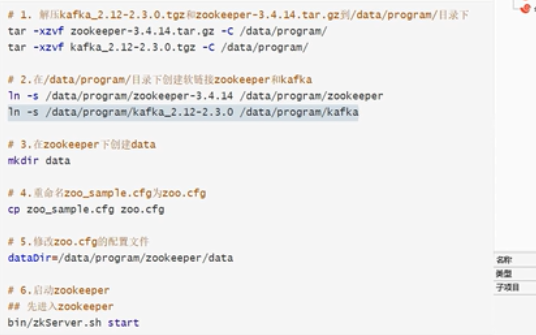 # 1. 解压kafka_2.12-2.3.0.tgz和zookeeper-3.4.14.tar.gz到/data/program/目录下
tar -xzvf zookeeper-3.4.14.tar.gz -C /data/program/
tar -xzvf kafka_2.12-2.3.0.tgz -C /data/program/
# 2.在/data/program/目录下创建软链接zookeeper和kafka
ln -s /data/program/zookeeper-3.4.14 /data/program/zookeeper
ln -s /data/program/kafka_2.12-2.3.0 /data/program/kafka
# 3.在zookeeper下创建data
mkdir data
# 4.重命名zoo_sample.cfg为zoo.cfg
cp zoo_sample.cfg zoo.cfg
# 5.修改zoo.cfg的配置文件
dataDir=/data/program/zookeeper/data
# 6.启动zookeeper
## 先进入zookeeper
bin/zkServer.sh start
名称
类型
子项目